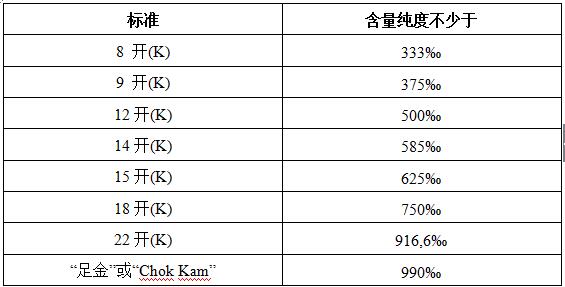 标准 含量纯度不少于
8 开(K) 333‰
9 开(K) 375‰
12 开(K) 500‰
14 开(K) 585‰
15 开(K) 625‰
18 开(K) 750‰
22 开(K) 916,6‰
“足金”或“Chok Kam” 990‰